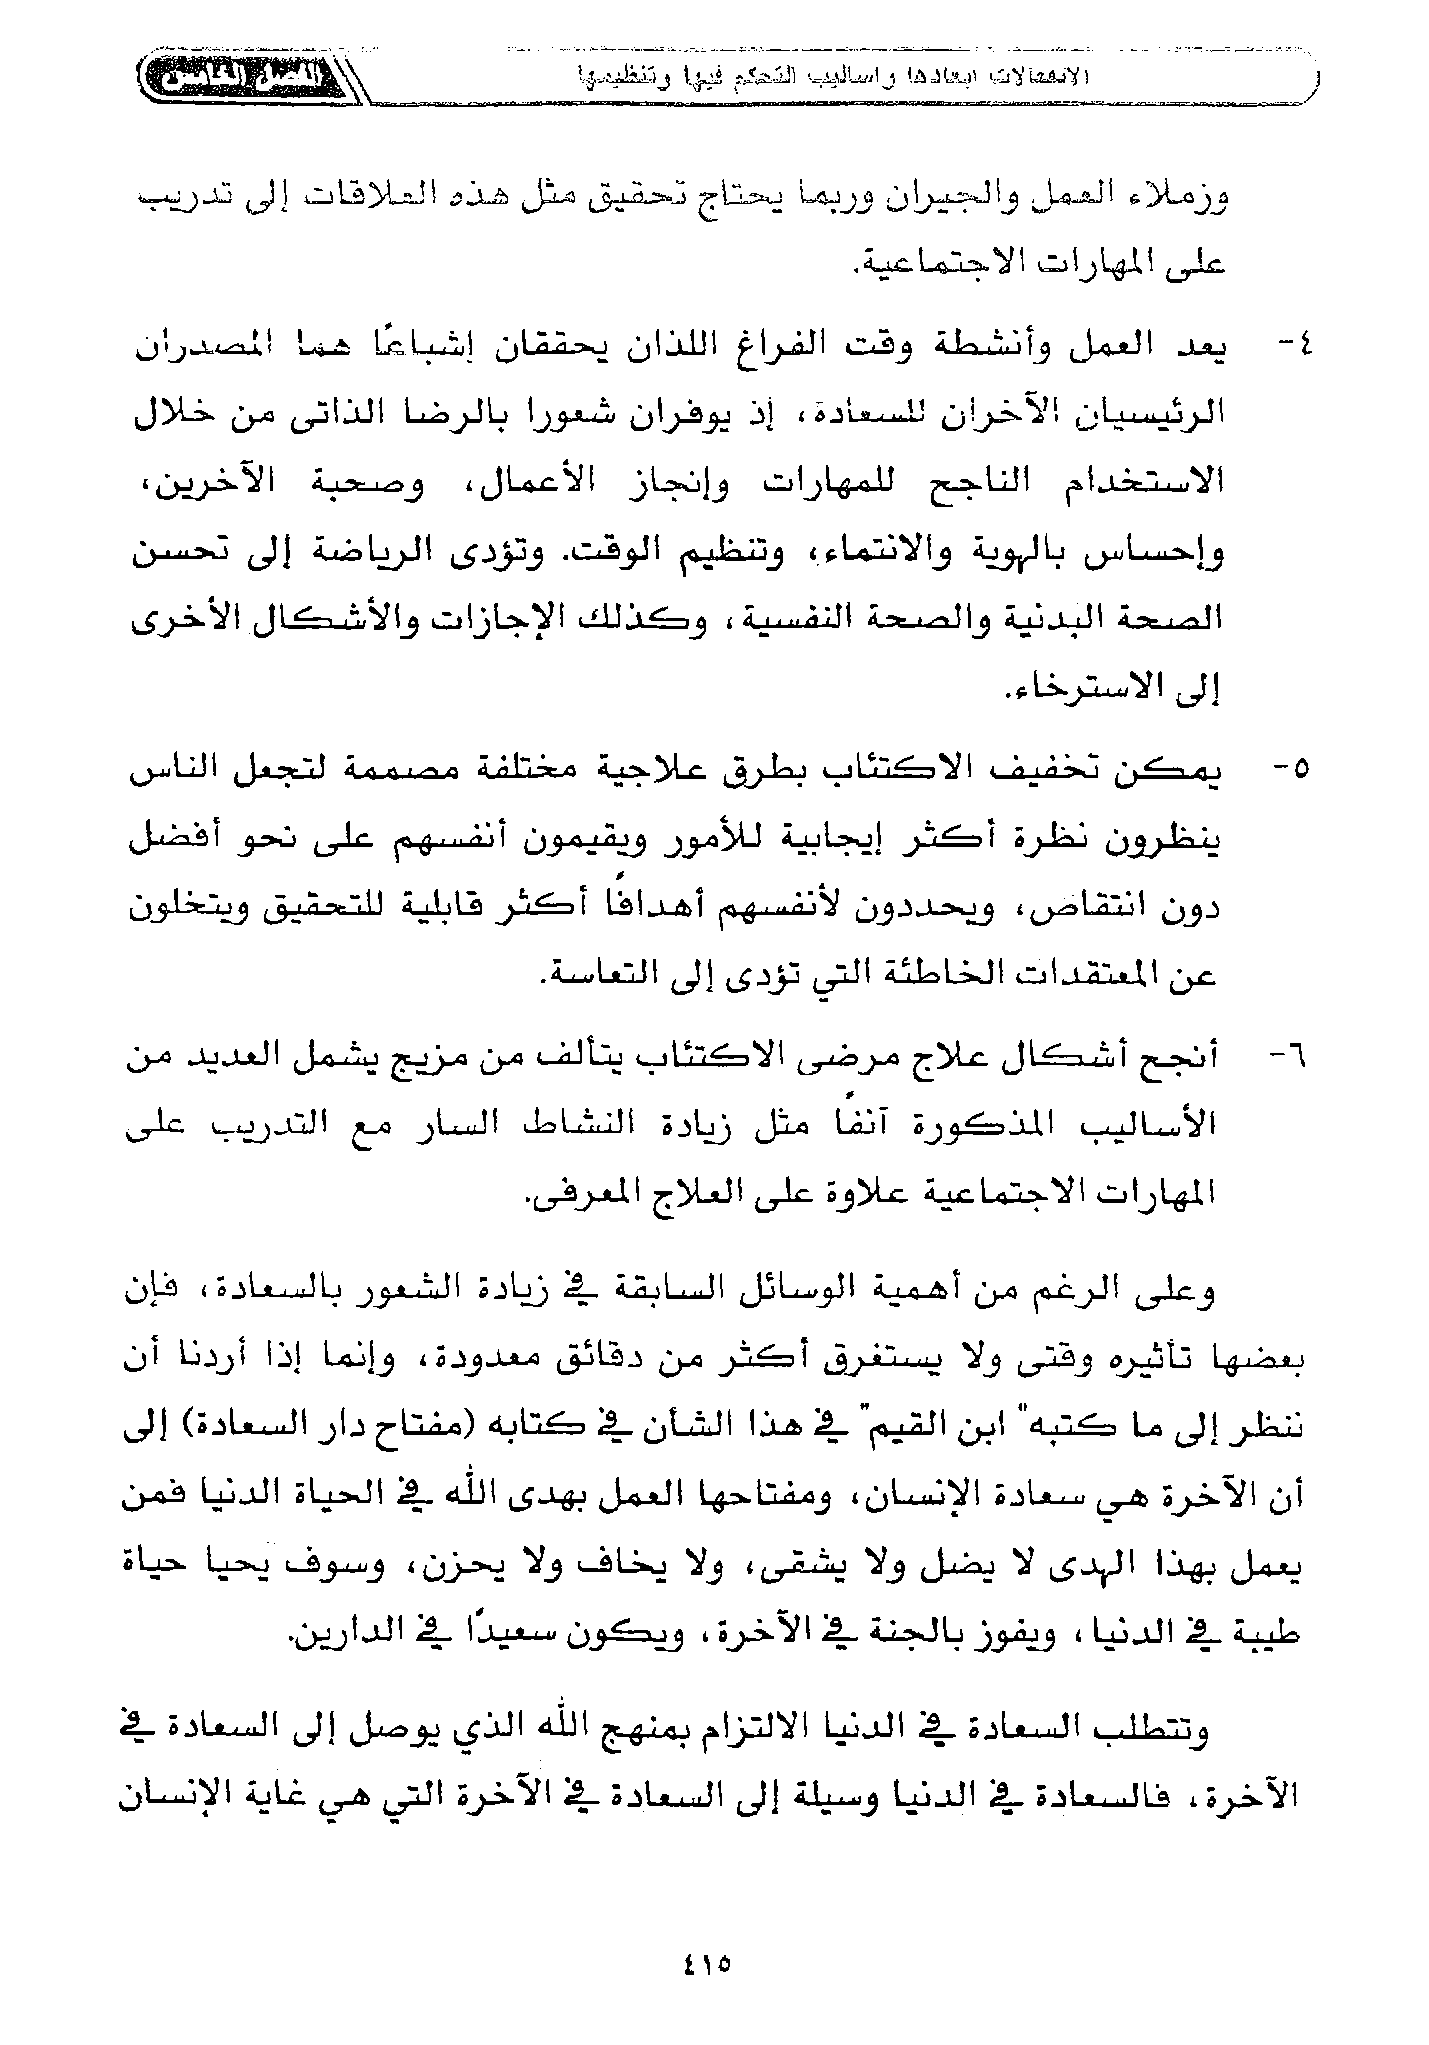 الانفعالات أبعادها وأساليب التحكم فيها وتنظيمها
الفصل الخامس
وزملاء العمل والجيران وربما يحتاج تحقيق مثل هذه العلاقات إلى تدريب
على المهارات الاجتماعية.
٤- يعد العمل وأنشطة وقت الفراغ اللذان يحققان إشباعًا هما المصدران
الرئيسيان الآخران للسعادة، إذ يوفران شعورا بالرضا الذاتى من خلال
الاستخدام الناجح للمهارات وإنجاز الأعمال، وصحبة الآخرين،
وإحساس بالهوية والانتماء، وتنظيم الوقت. وتؤدى الرياضة إلى تحسن
الصحة البدنية والصحة النفسية، وكذلك الإجازات والأشكال الأخرى
إلى الاسترخاء.
٥- يمكن تخفيف الاكتئاب بطرق علاجية مختلفة مصممة لتجعل الناس
ينظرون نظرة أكثر إيجابية للأمور ويقيمون أنفسهم على نحو أفضل
دون انتقاص، ويحددون لأنفسهم أهدافًا أكثر قابلية للتحقيق ويتخلون
عن المعتقدات الخاطئة التي تؤدى إلى التعاسة.
٦- أنجح أشكال علاج مرضى الاكتئاب يتألف من مزيج يشمل العديد من
الأساليب المذكورة آنفًا مثل زيادة النشاط السار مع التدريب على
المهارات الاجتماعية علاوة على العلاج المعرفى.
وعلى الرغم من أهمية الوسائل السابقة في زيادة الشعور بالسعادة، فإن
بعضها تأثيره وقتى ولا يستغرق أكثر من دقائق معدودة، وإنما إذا أردنا أن
ننظر إلى ما كتبه" ابن القيم" في هذا الشأن في كتابه (مفتاح دار السعادة) إلى
أن الآخرة هي سعادة الإنسان، ومفتاحها العمل بهدى الله في الحياة الدنيا فمن
يعمل بهذا الهدى لا يضل ولا يشقى، ولا يخاف ولا يحزن، وسوف يحيا حياة
طيبة في الدنيا، ويفوز بالجنة في الآخرة، ويكون سعيدًا في الدارين.
وتتطلب السعادة في الدنيا الالتزام بمنهج الله الذي يوصل إلى السعادة في
الآخرة، فالسعادة في الدنيا وسيلة إلى السعادة في الآخرة التي هي غاية الإنسان
٤١٥